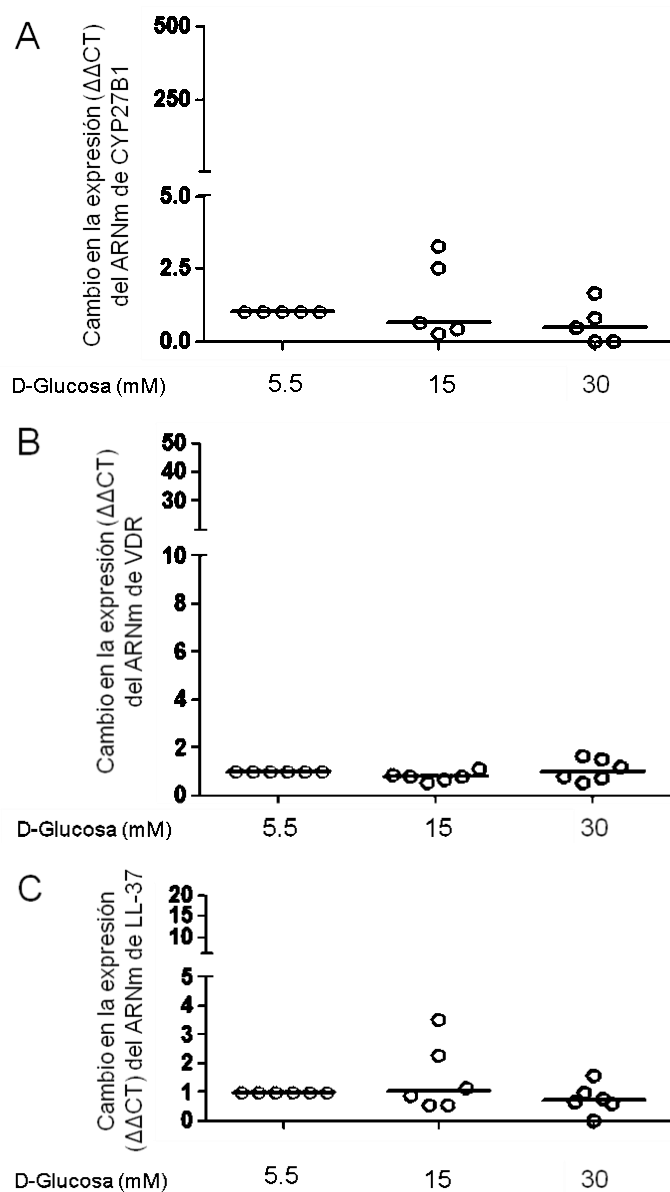 A
Cambio en la expresión (ΔΔCT)
del ARNm de CYP27B1
500
250
5.0
2.5
0.0
D-Glucosa (mM)
5.5
15
30
B
Cambio en la expresión (ΔΔCT)
del ARNm de VDR
50
40
30
10
8
6
4
2
0
D-Glucosa (mM)
5.5
15
30
C
Cambio en la expresión
(ΔΔCT) del ARNm de LL-37
20
15
10
5
4
3
2
1
0
D-Glucosa (mM)
5.5
15
30